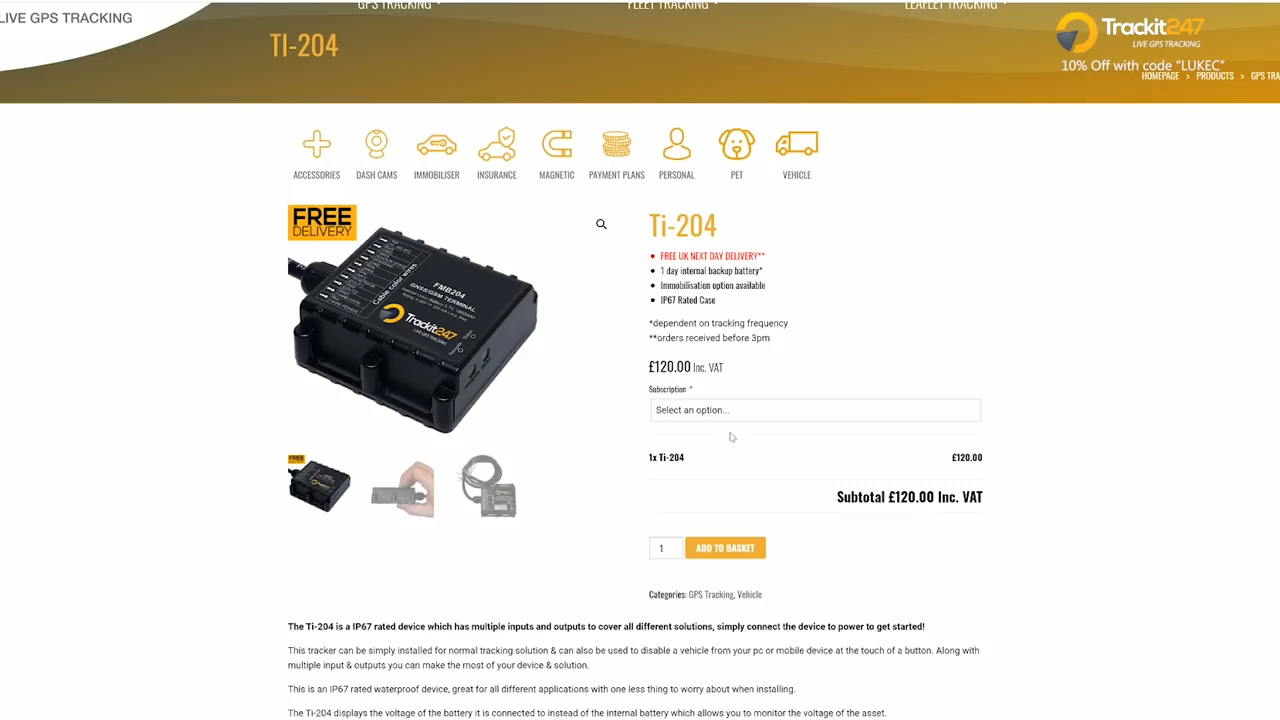 GPS TRACKING
FLEET TRACKING
LEAFLET TRACKING
LIVE GPS TRACKING
TI-204
Trackit247
LIVE GPS TRACKING
10% Off with code "LUKEC"
HOMEPAGE > PRODUCTS > GPS TRA
ACCESSORIES
DASH CAMS
IMMOBILISER
INSURANCE
MAGNETIC
PAYMENT PLANS
PERSONAL
PET
VEHICLE
FREE
DELIVERY
Cable color wires
FMB204
GNSS/GSM TERMINAL
Trackit247
LIVE GPS TRACKING
FREE
Ti-204
FREE UK NEXT DAY DELIVERY**
1 day internal backup battery*
Immobilisation option available
IP67 Rated Case
*dependent on tracking frequency
**orders received before 3pm
£120.00 Inc. VAT
Subscription *
Select an option...
1x Ti-204 £120.00
Subtotal £120.00 Inc. VAT
1 ADD TO BASKET
Categories: GPS Tracking, Vehicle
The Ti-204 is a IP67 rated device which has multiple inputs and outputs to cover all different solutions, simply connect the device to power to get started!
This tracker can be simply installed for normal tracking solution & can also be used to disable a vehicle from your pc or mobile device at the touch of a button. Along with
multiple input & outputs you can make the most of your device & solution.
This is an IP67 rated waterproof device, great for all different applications with one less thing to worry about when installing.
The Ti-204 displays the voltage of the battery it is connected to instead of the internal battery which allows you to monitor the voltage of the asset.